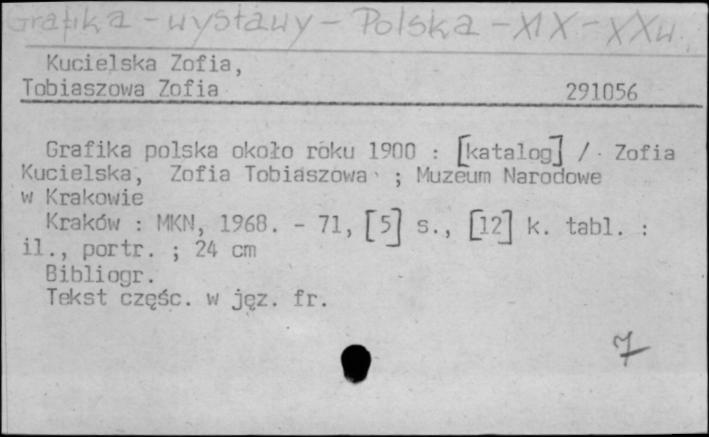 Grafika - wystawy - Polska - XIX - XXw.
Kucielska Zofia,
Tobiaszowa Zofia 291056
Grafika polska około roku 1900 : [katalog] / Zofia
Kucielska, Zofia Tobiaszowa ; Muzeum Narodowe
w Krakowie
Kraków : MKN, 1968. - 71, [5] s., [12] k. tabl. :
il., portr. ; 24 cm
Bibliogr.
Tekst częśc. w jęz. fr.
7